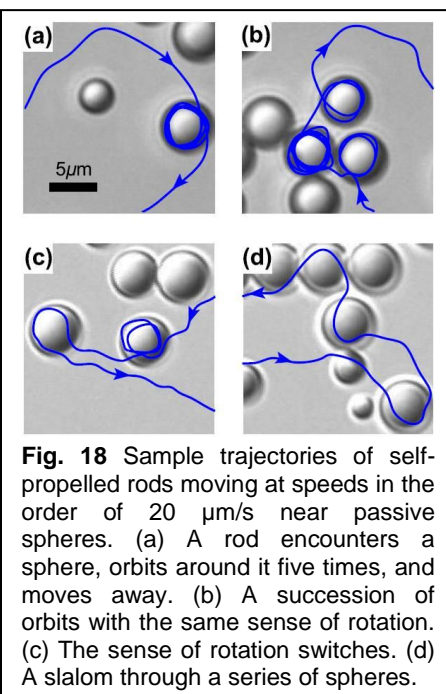 (a)
(b)
5μm
(c)
(d)
Fig. 18 Sample trajectories of self-
propelled rods moving at speeds in the
order of 20 μm/s near passive
spheres. (a) A rod encounters a
sphere, orbits around it five times, and
moves away. (b) A succession of
orbits with the same sense of rotation.
(c) The sense of rotation switches. (d)
A slalom through a series of spheres.